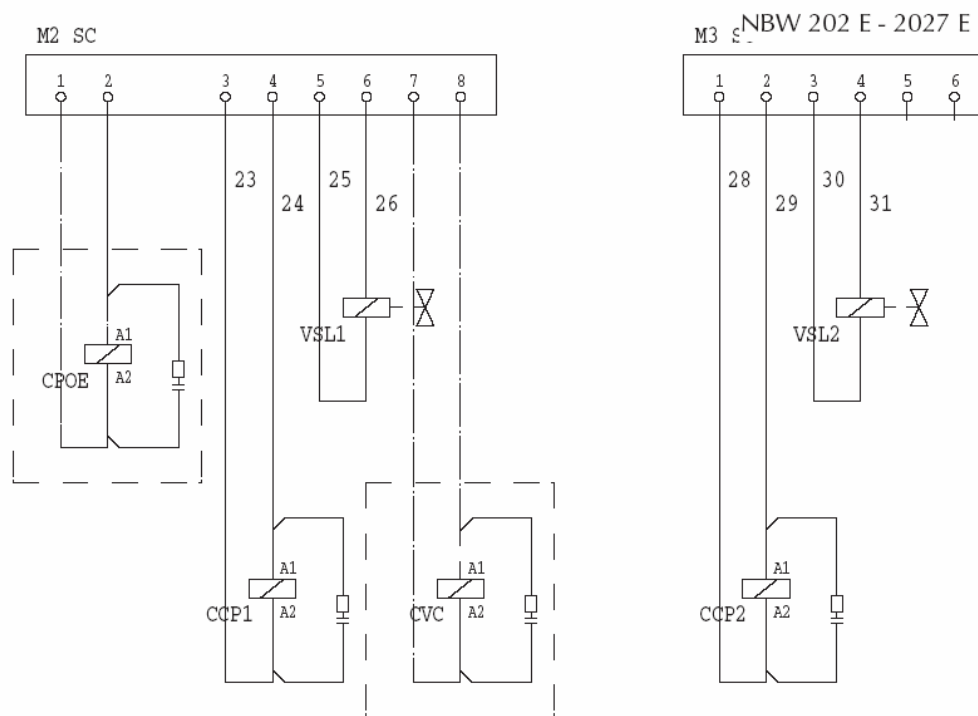 NBW 202 E - 2027 E
M2 SC
M3 S
1 2 3 4 5 6 7 8
1 2 3 4 5 6
23 25 28 30
24 26 29 31
VSL1 VSL2
A1
CPOE A2
A1 A1 A1
CCP1 A2 CVC A2 CCP2 A2